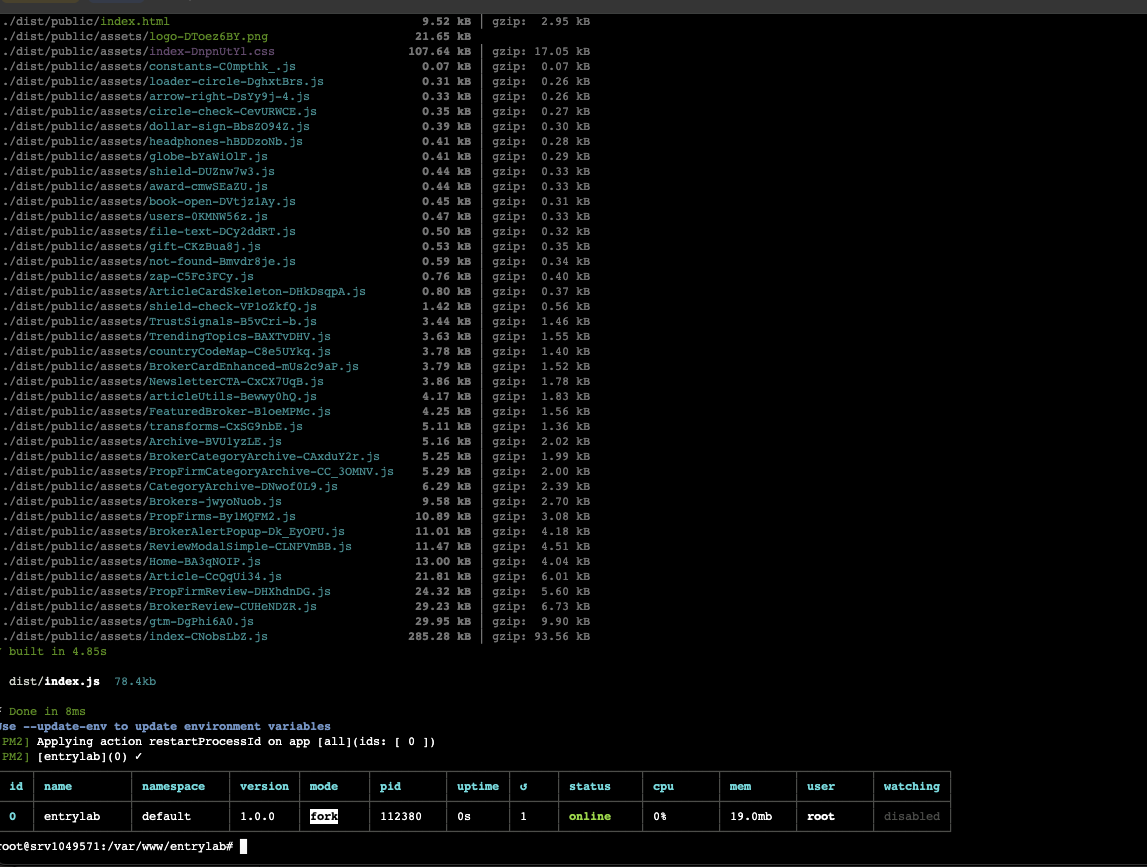 ./dist/public/index.html 9.52 kB │ gzip: 2.95 kB
./dist/public/assets/logo-DToez6BY.png 21.65 kB
./dist/public/assets/index-DnpnUtYl.css 107.64 kB │ gzip: 17.05 kB
./dist/public/assets/constants-C0mpthk_.js 0.07 kB │ gzip: 0.07 kB
./dist/public/assets/loader-circle-DghxtBrs.js 0.31 kB │ gzip: 0.26 kB
./dist/public/assets/arrow-right-DsYy9j-4.js 0.33 kB │ gzip: 0.26 kB
./dist/public/assets/circle-check-CevURWCE.js 0.35 kB │ gzip: 0.27 kB
./dist/public/assets/dollar-sign-BbsZO94Z.js 0.39 kB │ gzip: 0.30 kB
./dist/public/assets/headphones-hBDDzoNb.js 0.41 kB │ gzip: 0.28 kB
./dist/public/assets/globe-bYaWiOlF.js 0.41 kB │ gzip: 0.29 kB
./dist/public/assets/shield-DUZnw7w3.js 0.44 kB │ gzip: 0.33 kB
./dist/public/assets/award-cmwSEaZU.js 0.44 kB │ gzip: 0.33 kB
./dist/public/assets/book-open-DVtjz1Ay.js 0.45 kB │ gzip: 0.31 kB
./dist/public/assets/users-0KMNW56z.js 0.47 kB │ gzip: 0.33 kB
./dist/public/assets/file-text-DCy2ddRT.js 0.50 kB │ gzip: 0.32 kB
./dist/public/assets/gift-CKzBua8j.js 0.53 kB │ gzip: 0.35 kB
./dist/public/assets/not-found-Bmvdr8je.js 0.59 kB │ gzip: 0.34 kB
./dist/public/assets/zap-C5Fc3FCy.js 0.76 kB │ gzip: 0.40 kB
./dist/public/assets/ArticleCardSkeleton-DHkDsqpA.js 0.80 kB │ gzip: 0.37 kB
./dist/public/assets/shield-check-VP1oZkfQ.js 1.42 kB │ gzip: 0.56 kB
./dist/public/assets/TrustSignals-B5vCri-b.js 3.44 kB │ gzip: 1.46 kB
./dist/public/assets/TrendingTopics-BAXTvDHV.js 3.63 kB │ gzip: 1.55 kB
./dist/public/assets/countryCodeMap-C8e5UYkq.js 3.78 kB │ gzip: 1.40 kB
./dist/public/assets/BrokerCardEnhanced-mUs2c9aP.js 3.79 kB │ gzip: 1.52 kB
./dist/public/assets/NewsletterCTA-CxCX7UqB.js 3.86 kB │ gzip: 1.78 kB
./dist/public/assets/articleUtils-Bewwy0hQ.js 4.17 kB │ gzip: 1.83 kB
./dist/public/assets/FeaturedBroker-B1oeMPMc.js 4.25 kB │ gzip: 1.56 kB
./dist/public/assets/transforms-CxSG9nbE.js 5.11 kB │ gzip: 1.36 kB
./dist/public/assets/Archive-BVU1yzLE.js 5.16 kB │ gzip: 2.02 kB
./dist/public/assets/BrokerCategoryArchive-CAxduY2r.js 5.25 kB │ gzip: 1.99 kB
./dist/public/assets/PropFirmCategoryArchive-CC_3OMNV.js 5.29 kB │ gzip: 2.00 kB
./dist/public/assets/CategoryArchive-DNwof0L9.js 6.29 kB │ gzip: 2.39 kB
./dist/public/assets/Brokers-jwyoNuob.js 9.58 kB │ gzip: 2.70 kB
./dist/public/assets/PropFirms-By1MQFM2.js 10.89 kB │ gzip: 3.08 kB
./dist/public/assets/BrokerAlertPopup-Dk_EyOPU.js 11.01 kB │ gzip: 4.18 kB
./dist/public/assets/ReviewModalSimple-CLNPVmBB.js 11.47 kB │ gzip: 4.51 kB
./dist/public/assets/Home-BA3qNOIP.js 13.00 kB │ gzip: 4.04 kB
./dist/public/assets/Article-CcQqUi34.js 21.81 kB │ gzip: 6.01 kB
./dist/public/assets/PropFirmReview-DHXhdnDG.js 24.32 kB │ gzip: 5.60 kB
./dist/public/assets/BrokerReview-CUHeNDZR.js 29.23 kB │ gzip: 6.73 kB
./dist/public/assets/gtm-DgPhi6A0.js 29.95 kB │ gzip: 9.90 kB
./dist/public/assets/index-CNobsLbZ.js 285.28 kB │ gzip: 93.56 kB
built in 4.85s
dist/index.js 78.4kb
Done in 8ms
Use --update-env to update environment variables
PM2] Applying action restartProcessId on app [all](ids: [ 0 ])
PM2] [entrylab](0) ✓
id name namespace version mode pid uptime ↺ status cpu mem user watching
0 entrylab default 1.0.0 fork 112380 0s 1 online 0% 19.0mb root disabled
root@srv1049571:/var/www/entrylab#